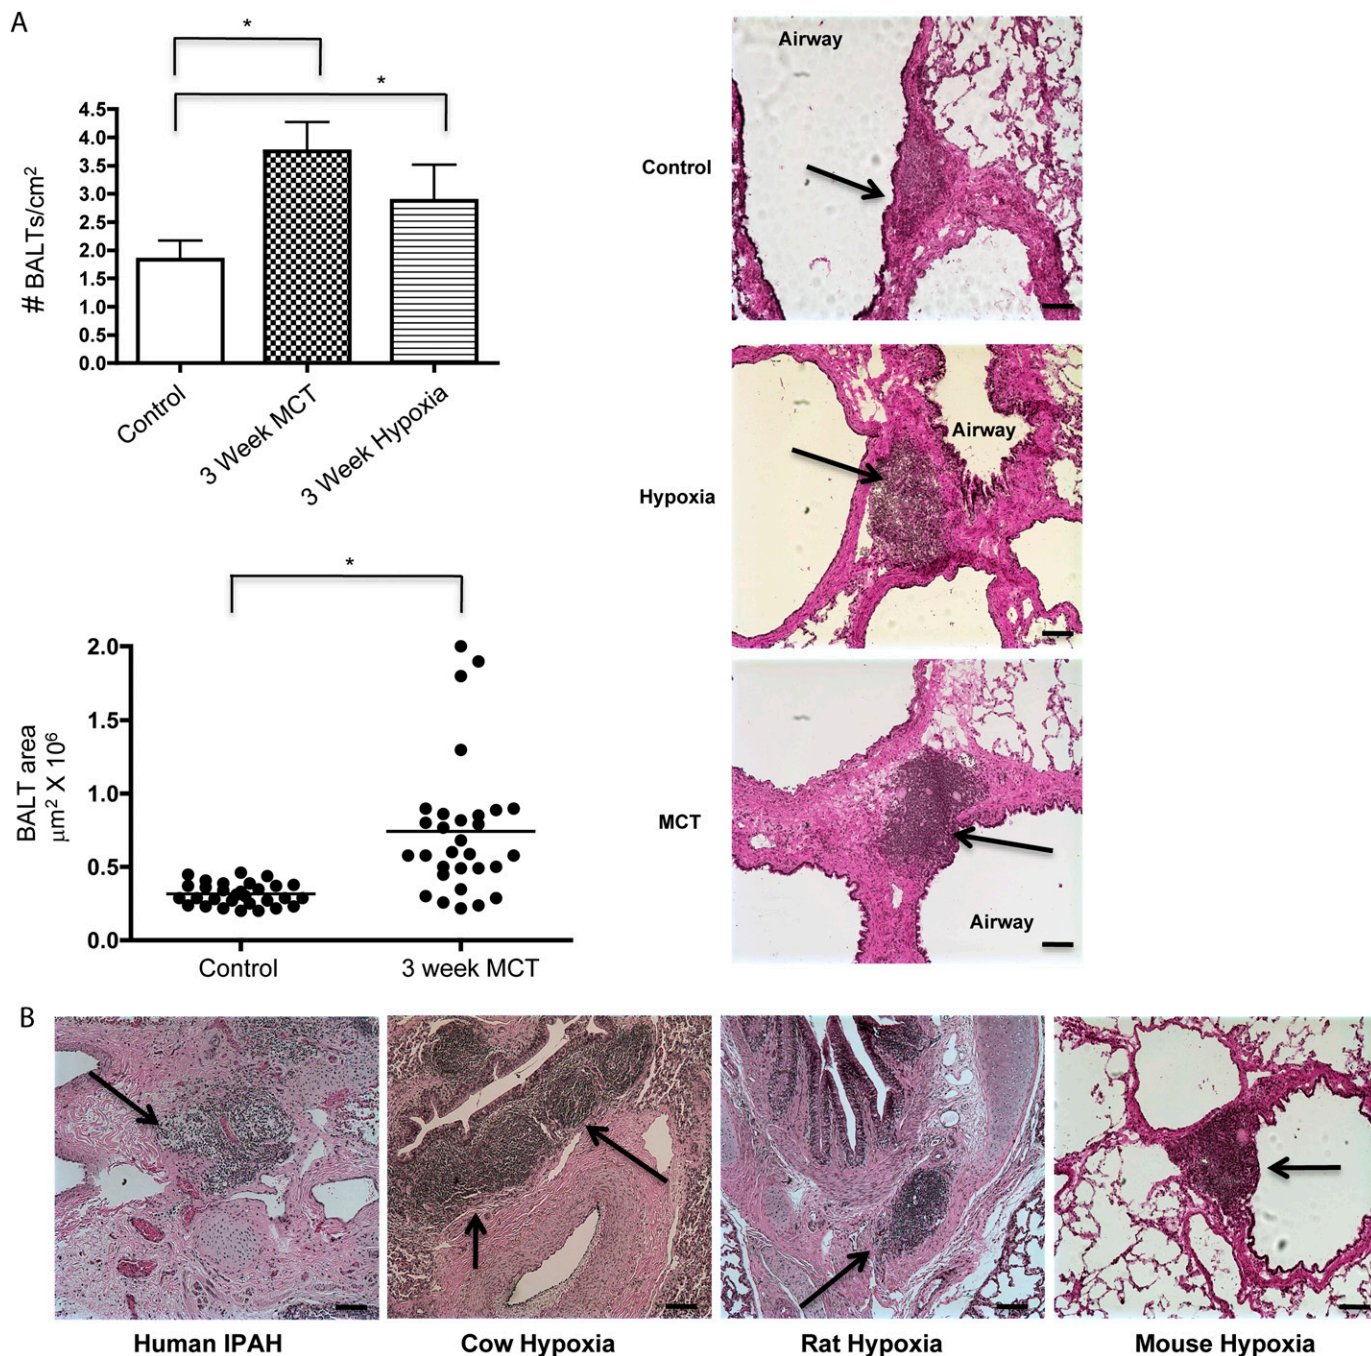 A
*
*
# BALTs/cm²
4.5
4.0
3.5
3.0
2.5
2.0
1.5
1.0
0.5
0.0
Control
3 Week MCT
3 Week Hypoxia
*
BALT area
μm² X 10⁶
2.0
1.5
1.0
0.5
0.0
Control
3 week MCT
Control
Airway
Hypoxia
Airway
MCT
Airway
B
Human IPAH
Cow Hypoxia
Rat Hypoxia
Mouse Hypoxia